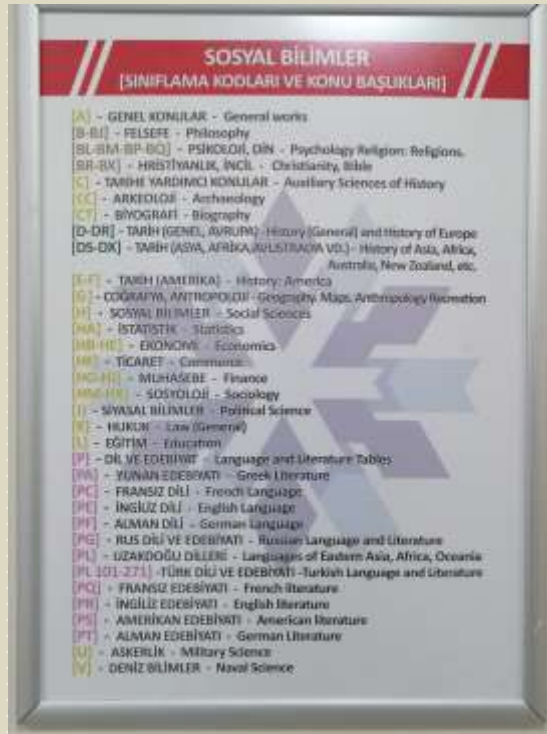 SOSYAL BİLİMLER
[SINIFLAMA KODLARI VE KONU BAŞLIKLARI]
[A] - GENEL KONULAR - General works
[B-BJ] - FELSEFE - Philosophy
[BL-BM-BP-BQ] - PSİKOLOJİ, DİN - Psychology Religion: Religions.
[BR-BX] - HRİSTİYANLIK, İNCİL - Christianity, Bible
[C] - TARİHE YARDIMCI KONULAR - Auxiliary Sciences of History
[CC] - ARKEOLOJİ - Archaeology
[CT] - BİYOGRAFİ - Biography
[D-DR] - TARİH (GENEL, AVRUPA) - History (General) and History of Europe
[DS-DX] - TARİH (ASYA, AFRİKA, AVUSTRALYA VD.) - History of Asia, Africa,
Australia, New Zealand, etc.
[E-F] - TARİH (AMERİKA) - History: America
[G] - COĞRAFYA, ANTROPOLOJİ - Geography. Maps. Anthropology Recreation
[H] - SOSYAL BİLİMLER - Social Sciences
[HA] - İSTATİSTİK - Statistics
[HB-HE] - EKONOMİ - Economics
[HF] - TİCARET - Commerce
[HG-HJ] - MUHASEBE - Finance
[HM-HX] - SOSYOLOJİ - Sociology
[J] - SİYASAL BİLİMLER - Political Science
[K] - HUKUK - Law (General)
[L] - EĞİTİM - Education
[P] - DİL VE EDEBİYAT - Language and Literature Tables
[PA] - YUNAN EDEBİYATI - Greek Literature
[PC] - FRANSIZ DİLİ - French Language
[PE] - İNGİLİZ DİLİ - English Language
[PF] - ALMAN DİLİ - German Language
[PG] - RUS DİLİ VE EDEBİYATI - Russian Language and Literature
[PL] - UZAKDOĞU DİLLERİ - Languages of Eastern Asia, Africa, Oceania
[PL 101-271] -TÜRK DİLİ VE EDEBİYATI -Turkish Language and Literature
[PQ] - FRANSIZ EDEBİYATI - French literature
[PR] - İNGİLİZ EDEBİYATI - English literature
[PS] - AMERİKAN EDEBİYATI - American literature
[PT] - ALMAN EDEBİYATI - German Literature
[U] - ASKERLİK - Military Science
[V] - DENİZ BİLİMLER - Naval Science